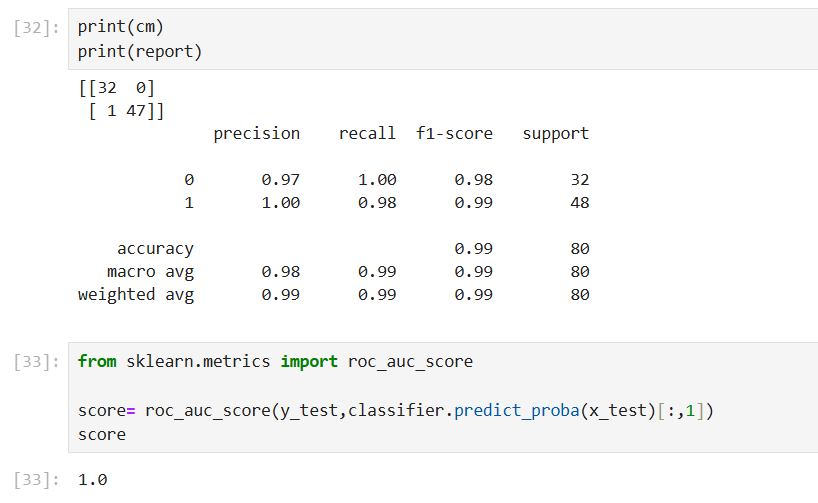 [32]: print(cm)
print(report)
[[32  0]
 [ 1 47]]
              precision    recall  f1-score   support
           0       0.97      1.00      0.98        32
           1       1.00      0.98      0.99        48
    accuracy                           0.99        80
   macro avg       0.98      0.99      0.99        80
weighted avg       0.99      0.99      0.99        80
[33]: from sklearn.metrics import roc_auc_score
score= roc_auc_score(y_test,classifier.predict_proba(x_test)[:,1])
score
[33]: 1.0